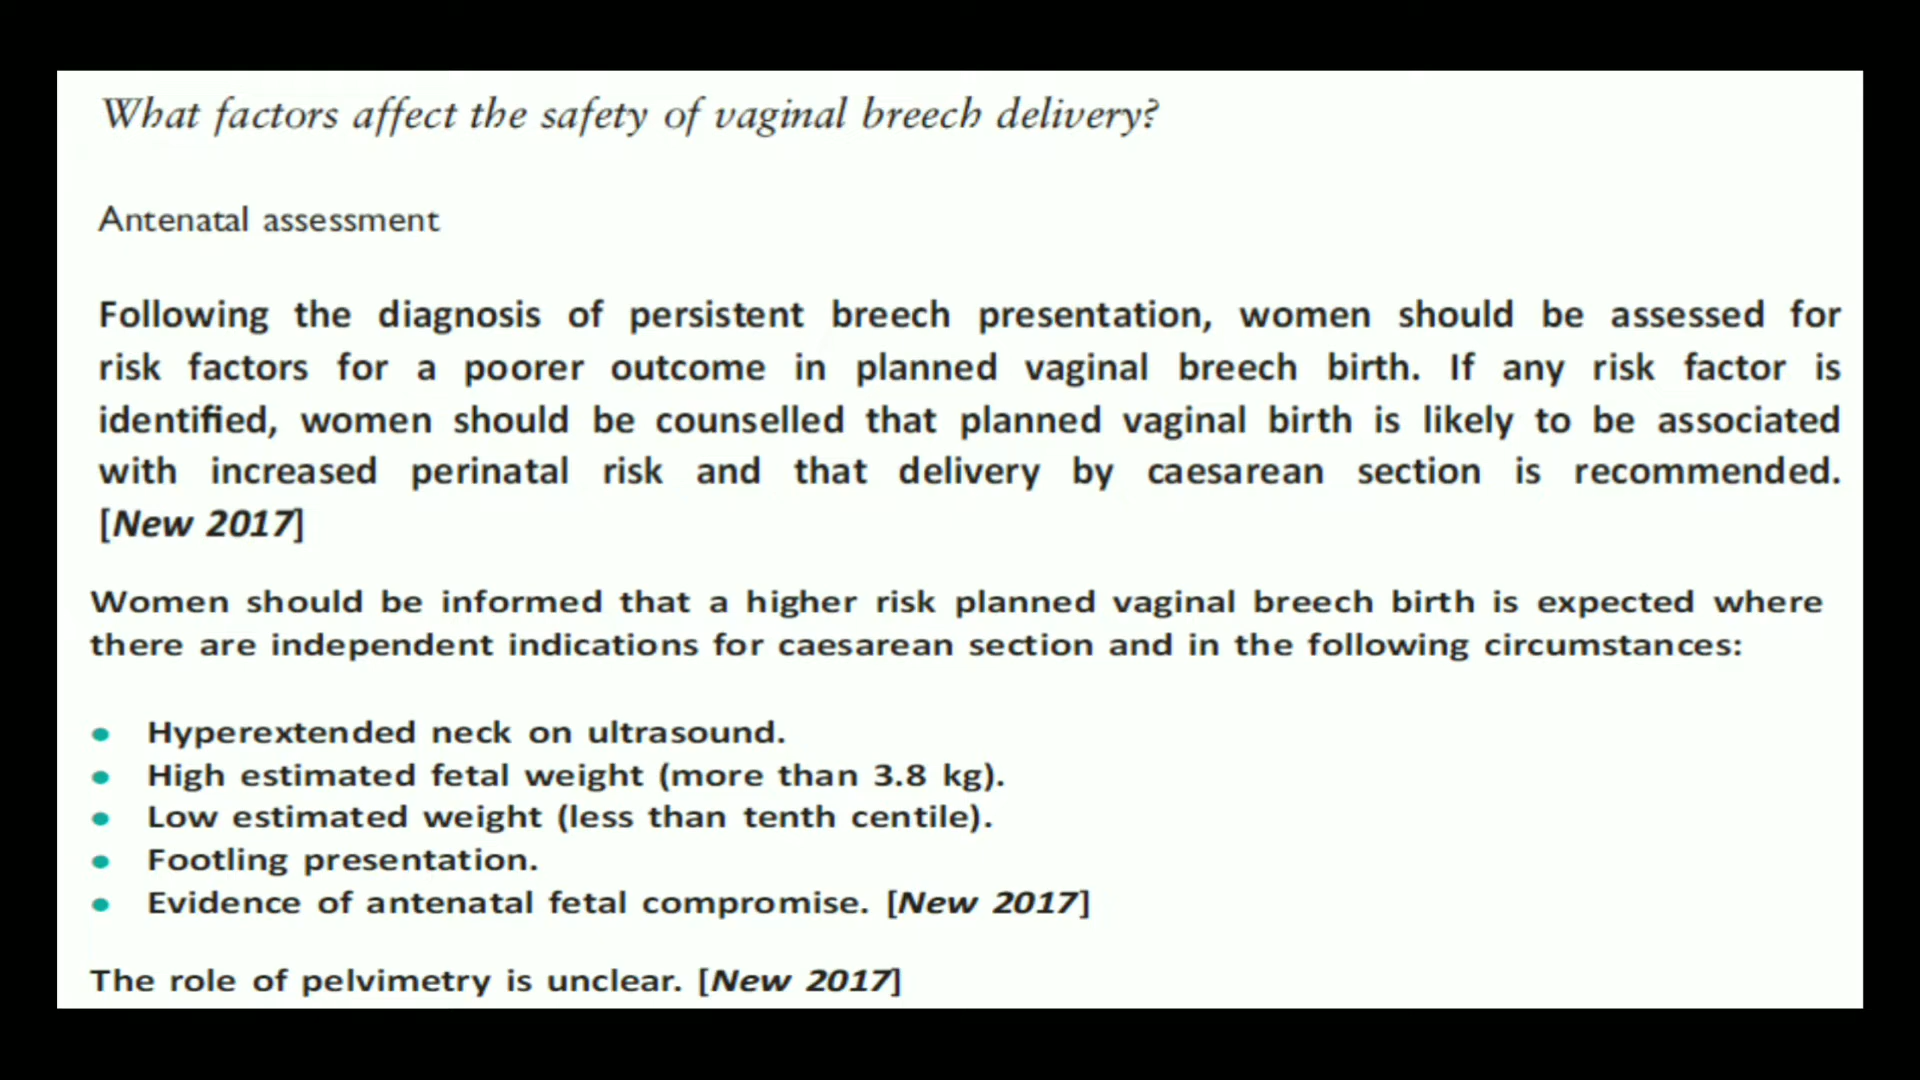 What factors affect the safety of vaginal breech delivery?
Antenatal assessment
Following the diagnosis of persistent breech presentation, women should be assessed for
risk factors for a poorer outcome in planned vaginal breech birth. If any risk factor is
identified, women should be counselled that planned vaginal birth is likely to be associated
with increased perinatal risk and that delivery by caesarean section is recommended.
[New 2017]
Women should be informed that a higher risk planned vaginal breech birth is expected where
there are independent indications for caesarean section and in the following circumstances:
● Hyperextended neck on ultrasound.
● High estimated fetal weight (more than 3.8 kg).
● Low estimated weight (less than tenth centile).
● Footling presentation.
● Evidence of antenatal fetal compromise. [New 2017]
The role of pelvimetry is unclear. [New 2017]